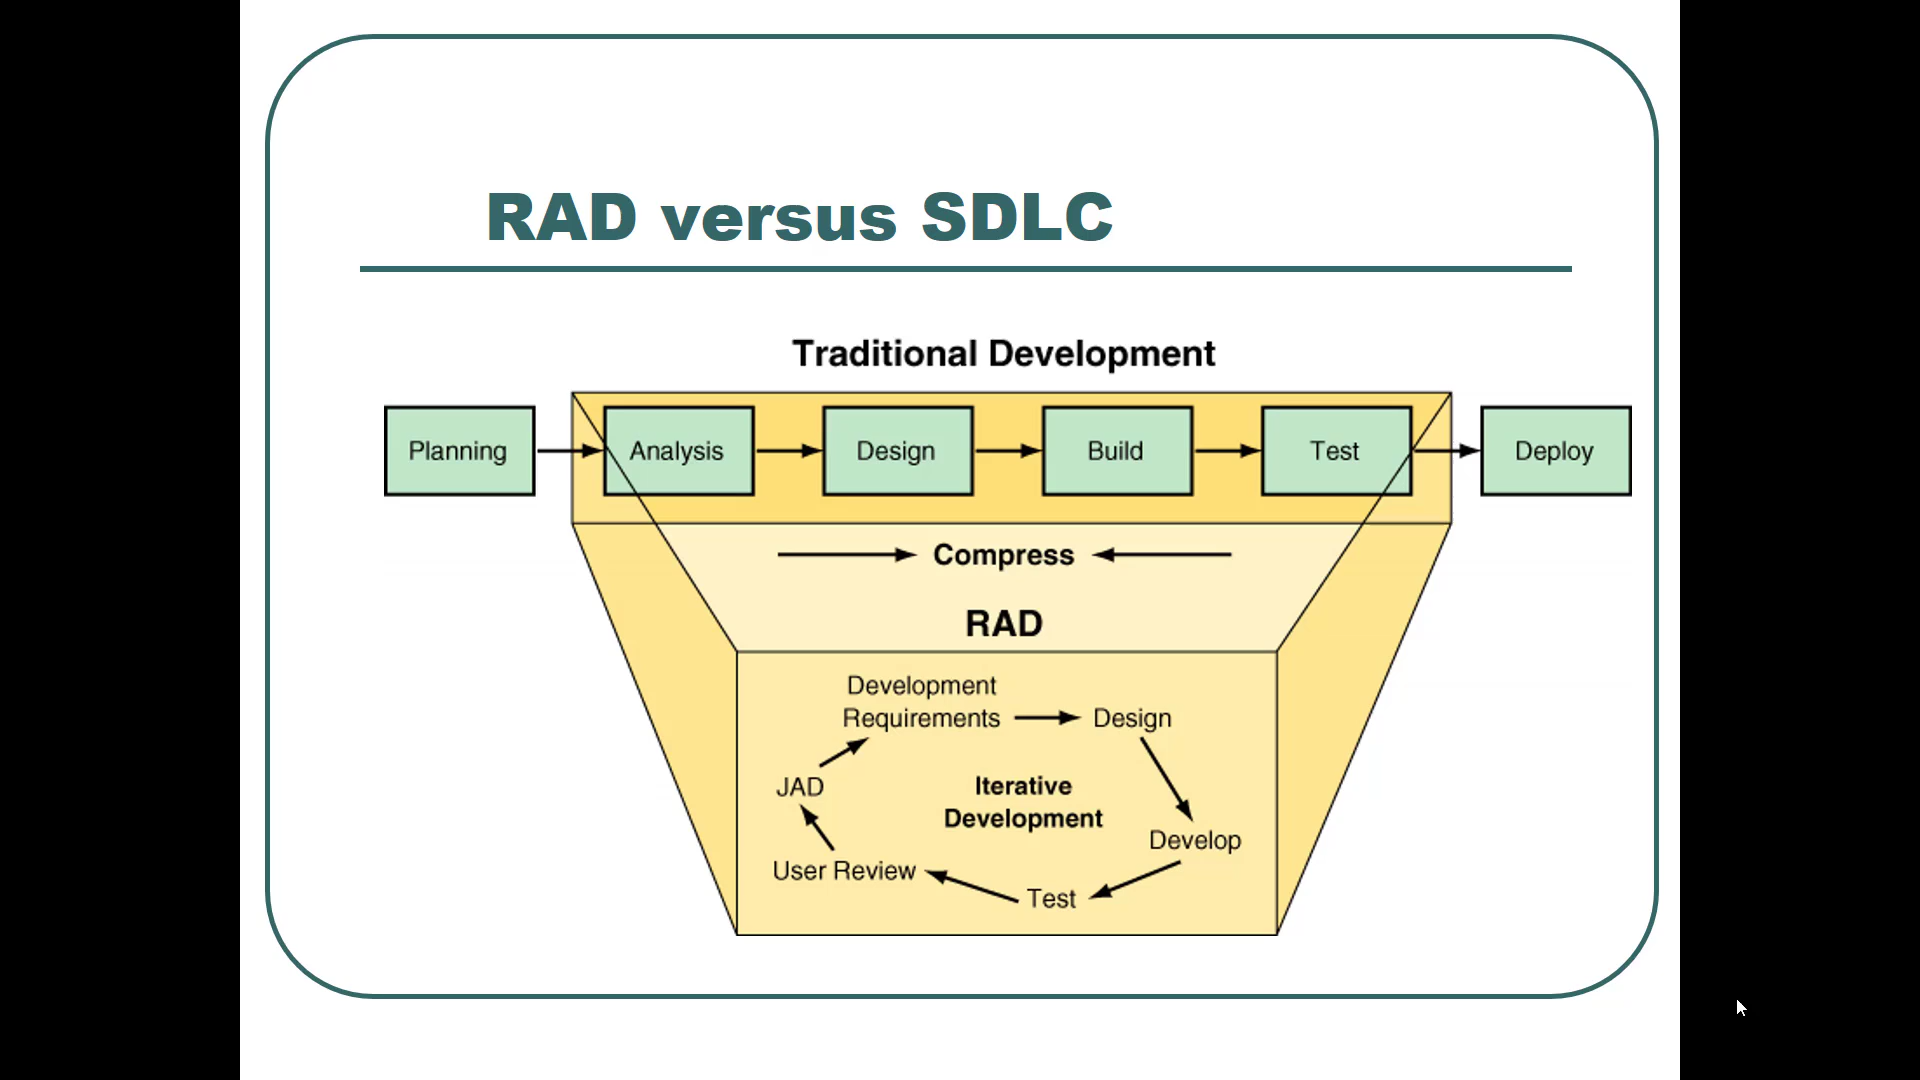 RAD versus SDLC
Traditional Development
Planning
Analysis
Design
Build
Test
Deploy
Compress
RAD
Development
Requirements
Design
JAD
Iterative
Development
Develop
User Review
Test